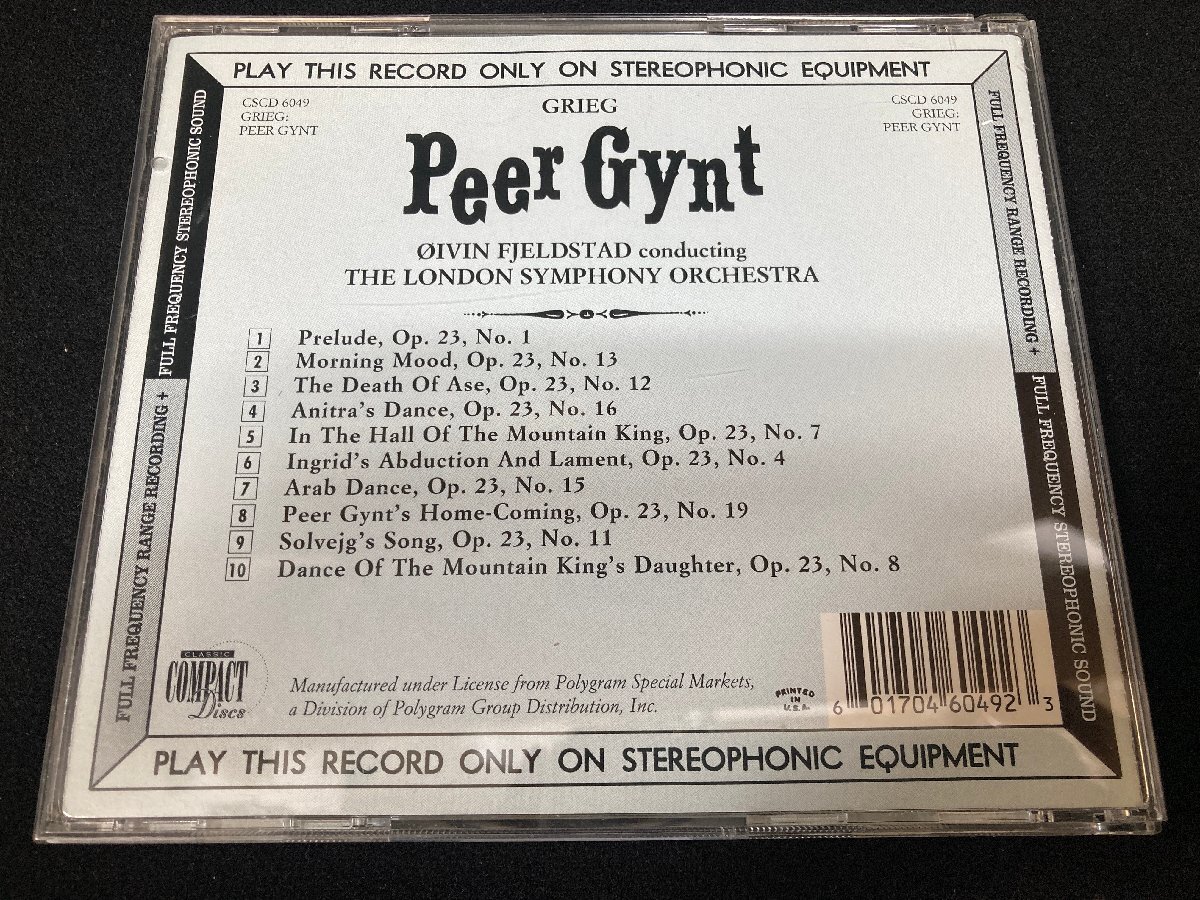 PLAY THIS RECORD ONLY ON STEREOPHONIC EQUIPMENT
CSCD 6049
GRIEG:
PEER GYNT
GRIEG
CSCD 6049
GRIEG:
PEER GYNT
Peer Gynt
ØIVIN FJELDSTAD conducting
THE LONDON SYMPHONY ORCHESTRA
1 Prelude, Op. 23, No. 1
2 Morning Mood, Op. 23, No. 13
3 The Death Of Ase, Op. 23, No. 12
4 Anitra's Dance, Op. 23, No. 16
5 In The Hall Of The Mountain King, Op. 23, No. 7
6 Ingrid's Abduction And Lament, Op. 23, No. 4
7 Arab Dance, Op. 23, No. 15
8 Peer Gynt's Home-Coming, Op. 23, No. 19
9 Solvejg's Song, Op. 23, No. 11
10 Dance Of The Mountain King's Daughter, Op. 23, No. 8
FULL FREQUENCY RANGE RECORDING + FULL FREQUENCY STEREOPHONIC SOUND
FULL FREQUENCY RANGE RECORDING + FULL FREQUENCY STEREOPHONIC SOUND
CLASSIC
COMPACT
Discs
Manufactured under License from Polygram Special Markets,
a Division of Polygram Group Distribution, Inc.
PRINTED
IN
U.S.A.
6 01704 60492 3
PLAY THIS RECORD ONLY ON STEREOPHONIC EQUIPMENT